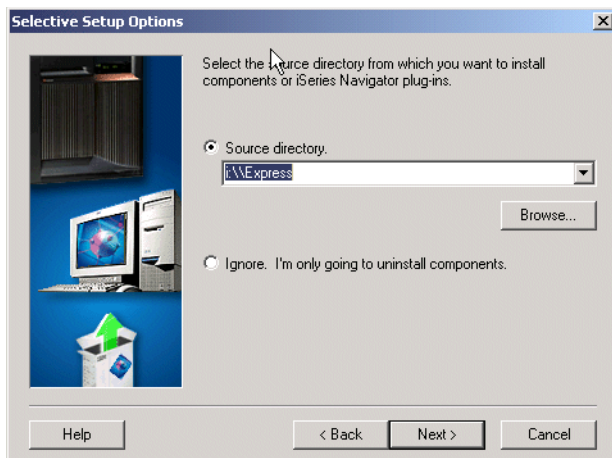 Selective Setup Options
Select the source directory from which you want to install
components or iSeries Navigator plug-ins.
Source directory.
i:\\Express
Browse...
Ignore. I'm only going to uninstall components.
Help
< Back
Next >
Cancel